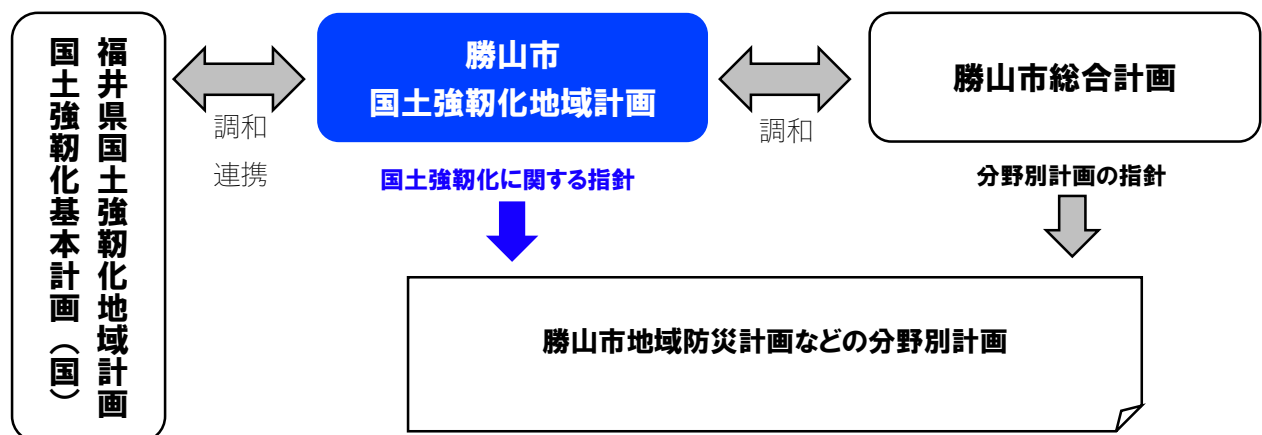 福井県国土強靭化地域計画
国土強靭化基本計画（国）
調和
連携
勝山市
国土強靭化地域計画
調和
勝山市総合計画
国土強靭化に関する指針
分野別計画の指針
勝山市地域防災計画などの分野別計画